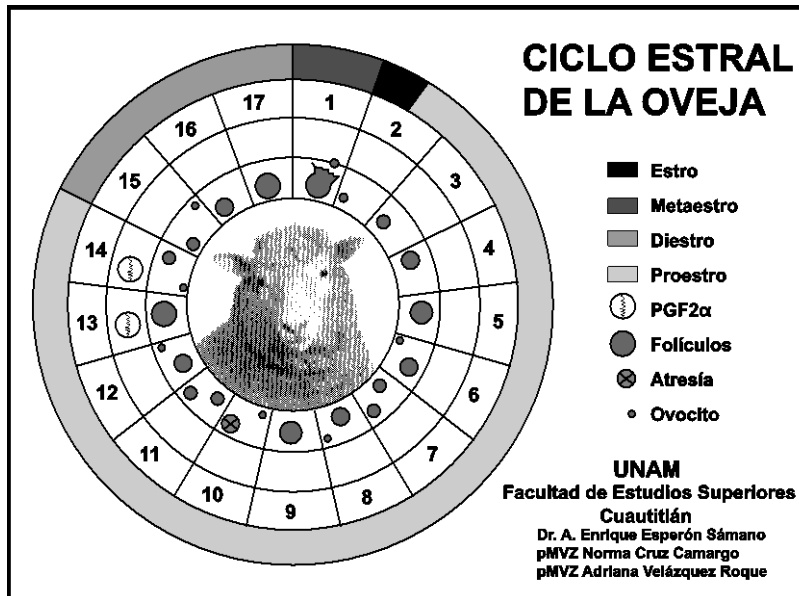 CICLO ESTRAL
DE LA OVEJA
Estro
Metaestro
Diestro
Proestro
PGF2α
Folículos
Atresía
Ovocito
1
2
3
4
5
6
7
8
9
10
11
12
13
14
15
16
17
UNAM
Facultad de Estudios Superiores
Cuautitlán
Dr. A. Enrique Esperón Sámano
pMVZ Norma Cruz Camargo
pMVZ Adriana Velázquez Roque